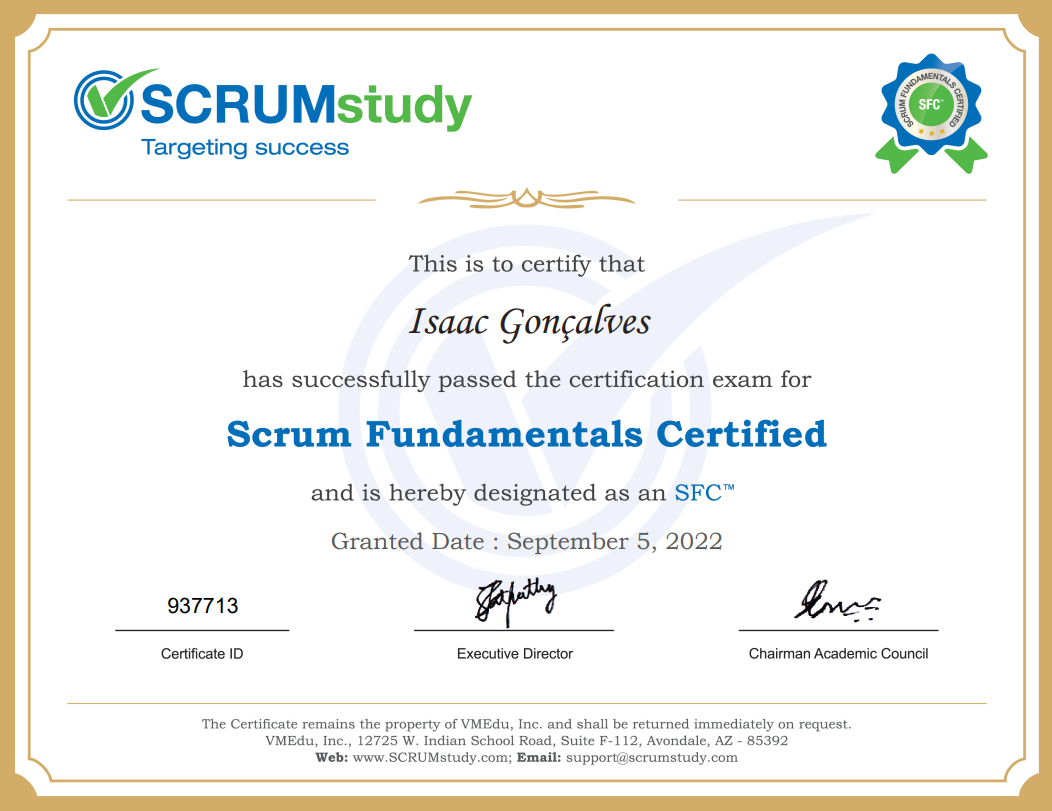 SCRUMstudy
Targeting success
SCRUM FUNDAMENTALS CERTIFIED
SFC™
This is to certify that
Isaac Gonçalves
has successfully passed the certification exam for
Scrum Fundamentals Certified
and is hereby designated as an SFC™
Granted Date : September 5, 2022
937713
Certificate ID
Executive Director
Chairman Academic Council
The Certificate remains the property of VMEdu, Inc. and shall be returned immediately on request.
VMEdu, Inc., 12725 W. Indian School Road, Suite F-112, Avondale, AZ - 85392
Web: www.SCRUMstudy.com; Email: support@scrumstudy.com